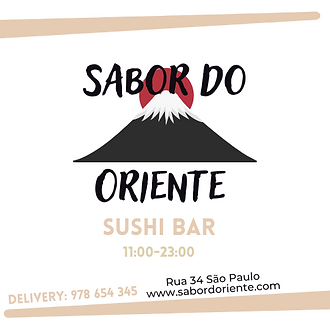 SABOR DO
ORIENTE
SUSHI BAR
11:00-23:00
Rua 34 São Paulo
DELIVERY: 978 654 345
www.sabordoriente.com